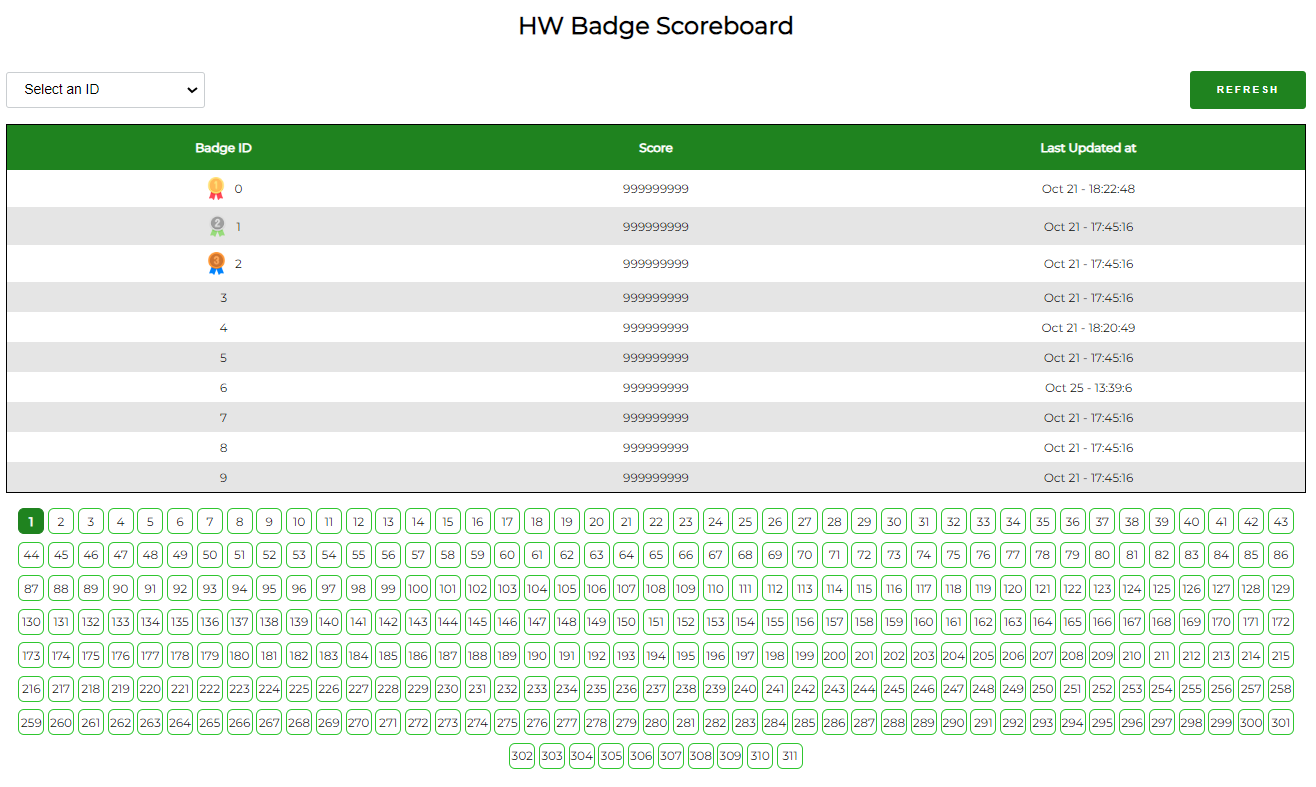 HW Badge Scoreboard
Select an ID REFRESH
Badge ID Score Last Updated at
1 0 999999999 Oct 21 - 18:22:48
2 1 999999999 Oct 21 - 17:45:16
3 2 999999999 Oct 21 - 17:45:16
3 999999999 Oct 21 - 17:45:16
4 999999999 Oct 21 - 18:20:49
5 999999999 Oct 21 - 17:45:16
6 999999999 Oct 25 - 13:39:6
7 999999999 Oct 21 - 17:45:16
8 999999999 Oct 21 - 17:45:16
9 999999999 Oct 21 - 17:45:16
1 2 3 4 5 6 7 8 9 10 11 12 13 14 15 16 17 18 19 20 21 22 23 24 25 26 27 28 29 30 31 32 33 34 35 36 37 38 39 40 41 42 43
44 45 46 47 48 49 50 51 52 53 54 55 56 57 58 59 60 61 62 63 64 65 66 67 68 69 70 71 72 73 74 75 76 77 78 79 80 81 82 83 84 85 86
87 88 89 90 91 92 93 94 95 96 97 98 99 100 101 102 103 104 105 106 107 108 109 110 111 112 113 114 115 116 117 118 119 120 121 122 123 124 125 126 127 128 129
130 131 132 133 134 135 136 137 138 139 140 141 142 143 144 145 146 147 148 149 150 151 152 153 154 155 156 157 158 159 160 161 162 163 164 165 166 167 168 169 170 171 172
173 174 175 176 177 178 179 180 181 182 183 184 185 186 187 188 189 190 191 192 193 194 195 196 197 198 199 200 201 202 203 204 205 206 207 208 209 210 211 212 213 214 215
216 217 218 219 220 221 222 223 224 225 226 227 228 229 230 231 232 233 234 235 236 237 238 239 240 241 242 243 244 245 246 247 248 249 250 251 252 253 254 255 256 257 258
259 260 261 262 263 264 265 266 267 268 269 270 271 272 273 274 275 276 277 278 279 280 281 282 283 284 285 286 287 288 289 290 291 292 293 294 295 296 297 298 299 300 301
302 303 304 305 306 307 308 309 310 311